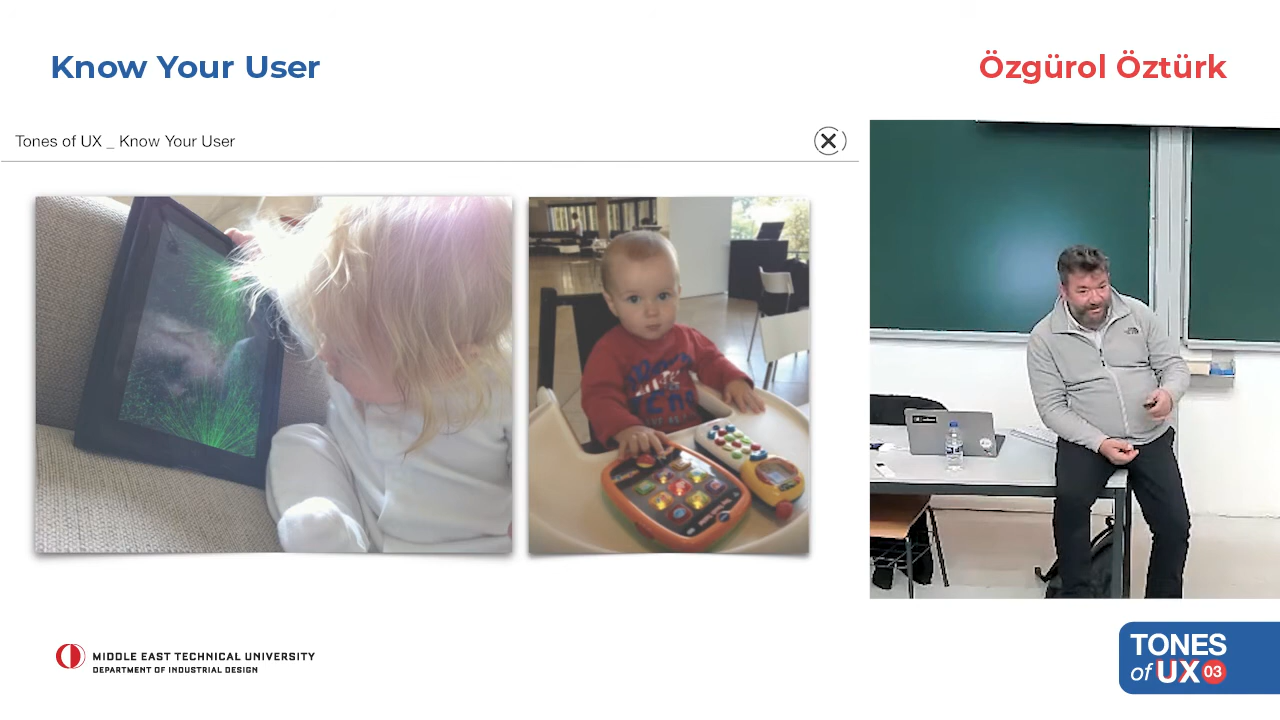 Know Your User
Özgürol Öztürk
Tones of UX _ Know Your User
MIDDLE EAST TECHNICAL UNIVERSITY
DEPARTMENT OF INDUSTRIAL DESIGN
TONES
of UX 03